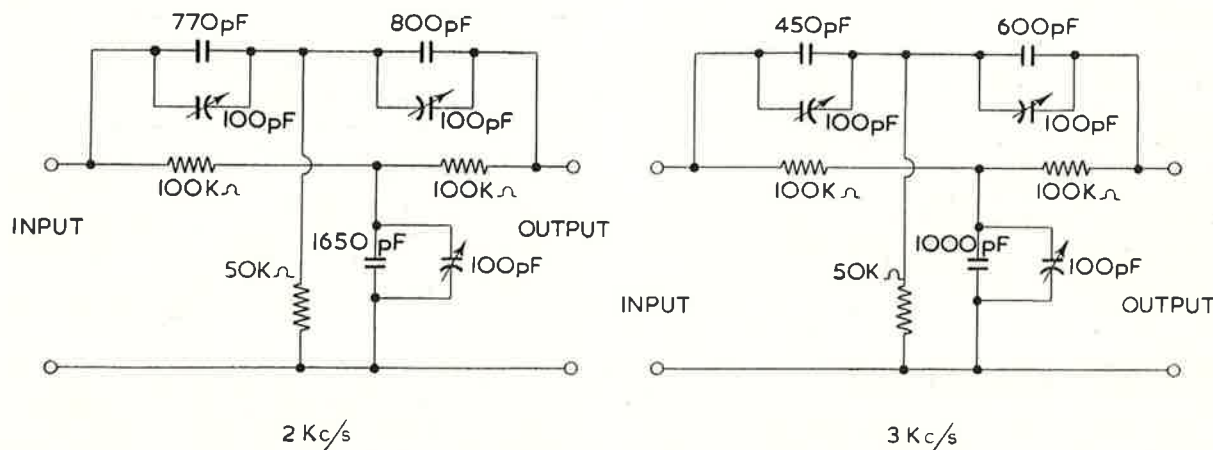 770pF
800pF
100pF
100pF
100KΩ
100KΩ
INPUT
OUTPUT
1650 pF
100pF
50KΩ
2 Kc/s
450pF
600pF
100pF
100pF
100KΩ
100KΩ
INPUT
OUTPUT
1000 pF
100pF
50KΩ
3 Kc/s